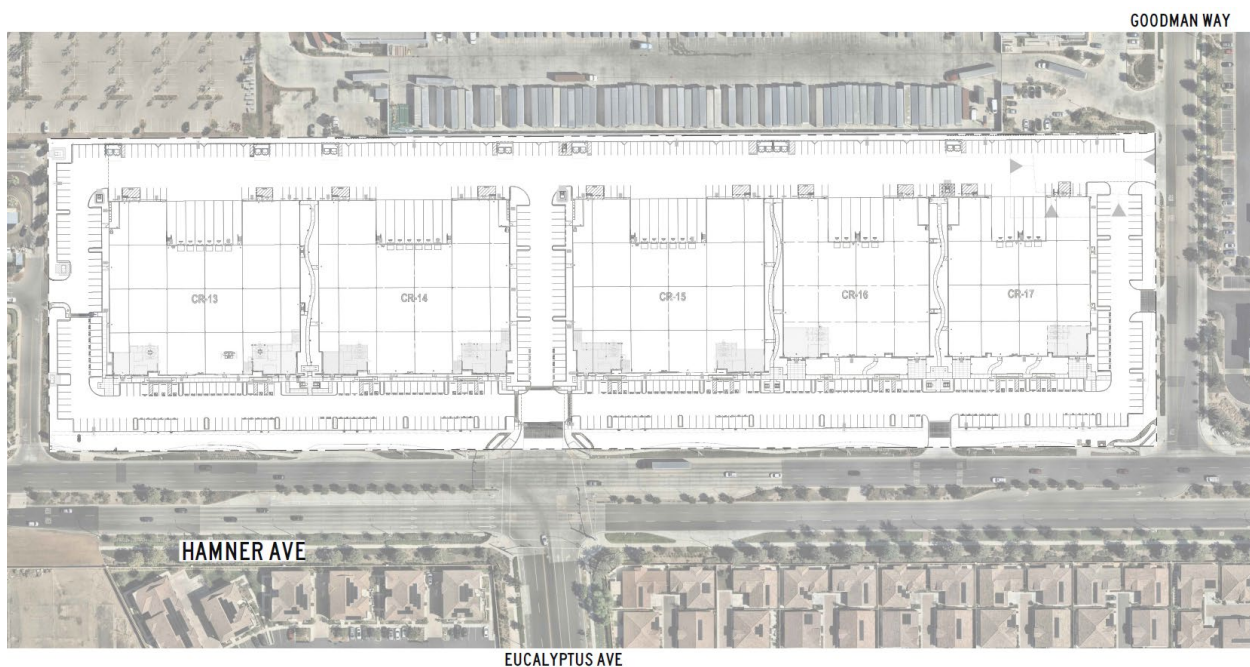 GOODMAN WAY
CR-13
CR-14
CR-15
CR-16
CR-17
HAMNER AVE
EUCALYPTUS AVE